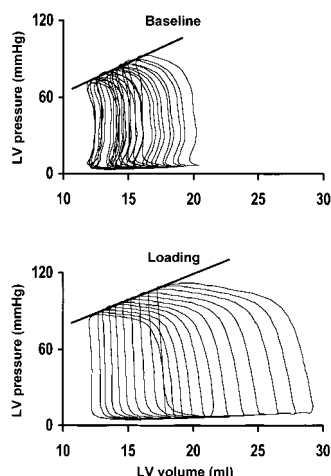 Baseline
LV pressure (mmHg)
120
60
0
10 15 20 25 30
Loading
LV pressure (mmHg)
120
60
0
10 15 20 25 30
LV volume (ml)